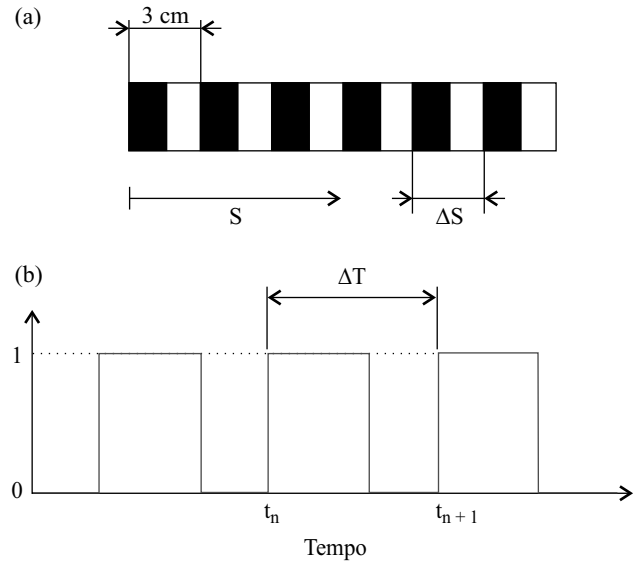 (a)
3 cm
S
ΔS
(b)
ΔT
1
0
tₙ
tₙ ₊ ₁
Tempo